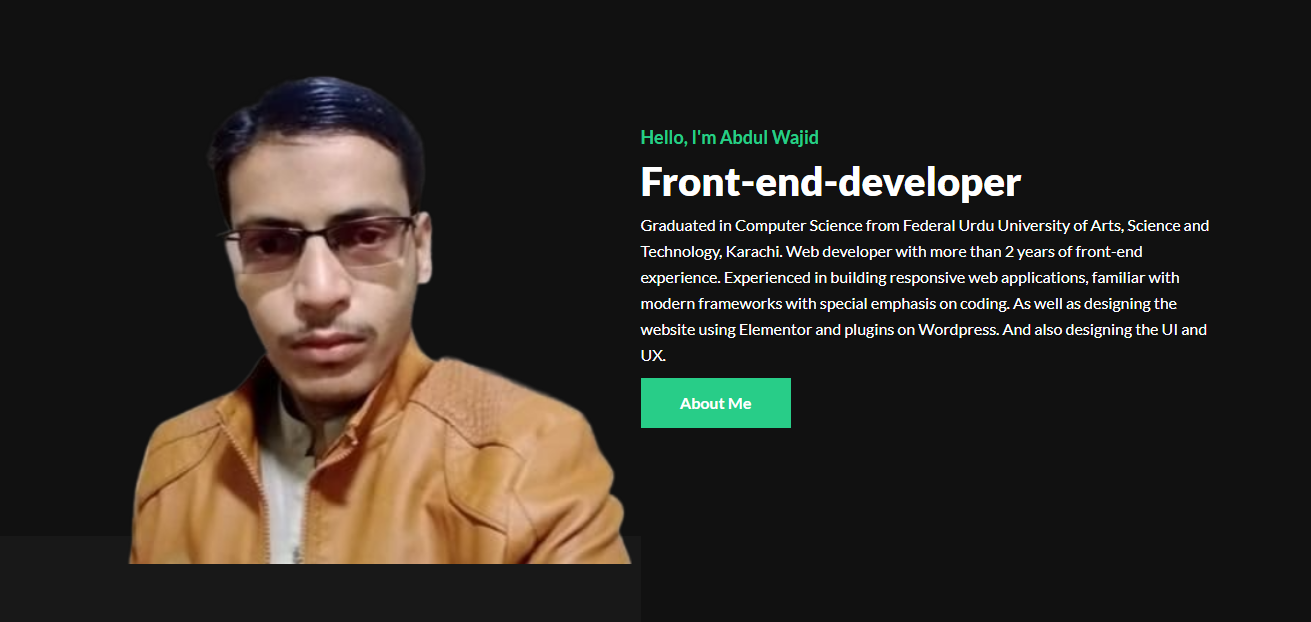 Hello, I'm Abdul Wajid
Front-end-developer
Graduated in Computer Science from Federal Urdu University of Arts, Science and
Technology, Karachi. Web developer with more than 2 years of front-end
experience. Experienced in building responsive web applications, familiar with
modern frameworks with special emphasis on coding. As well as designing the
website using Elementor and plugins on Wordpress. And also designing the UI and
UX.
About Me